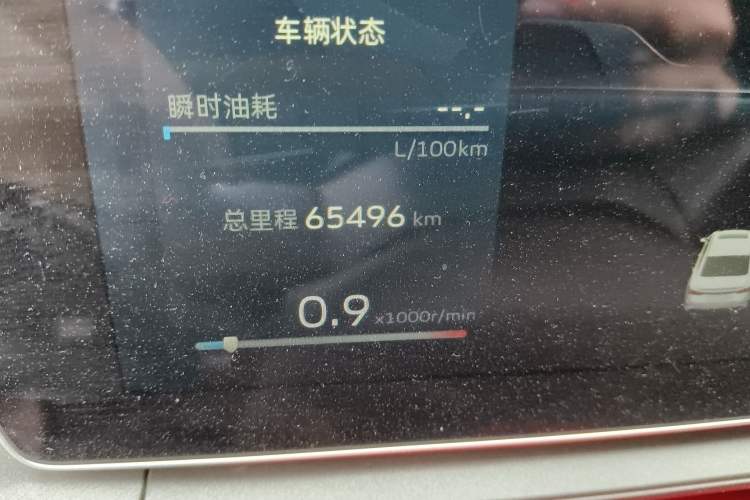 车辆状态
瞬时油耗 --.-
L/100km
总里程 65496 km
0.9 x1000r/min